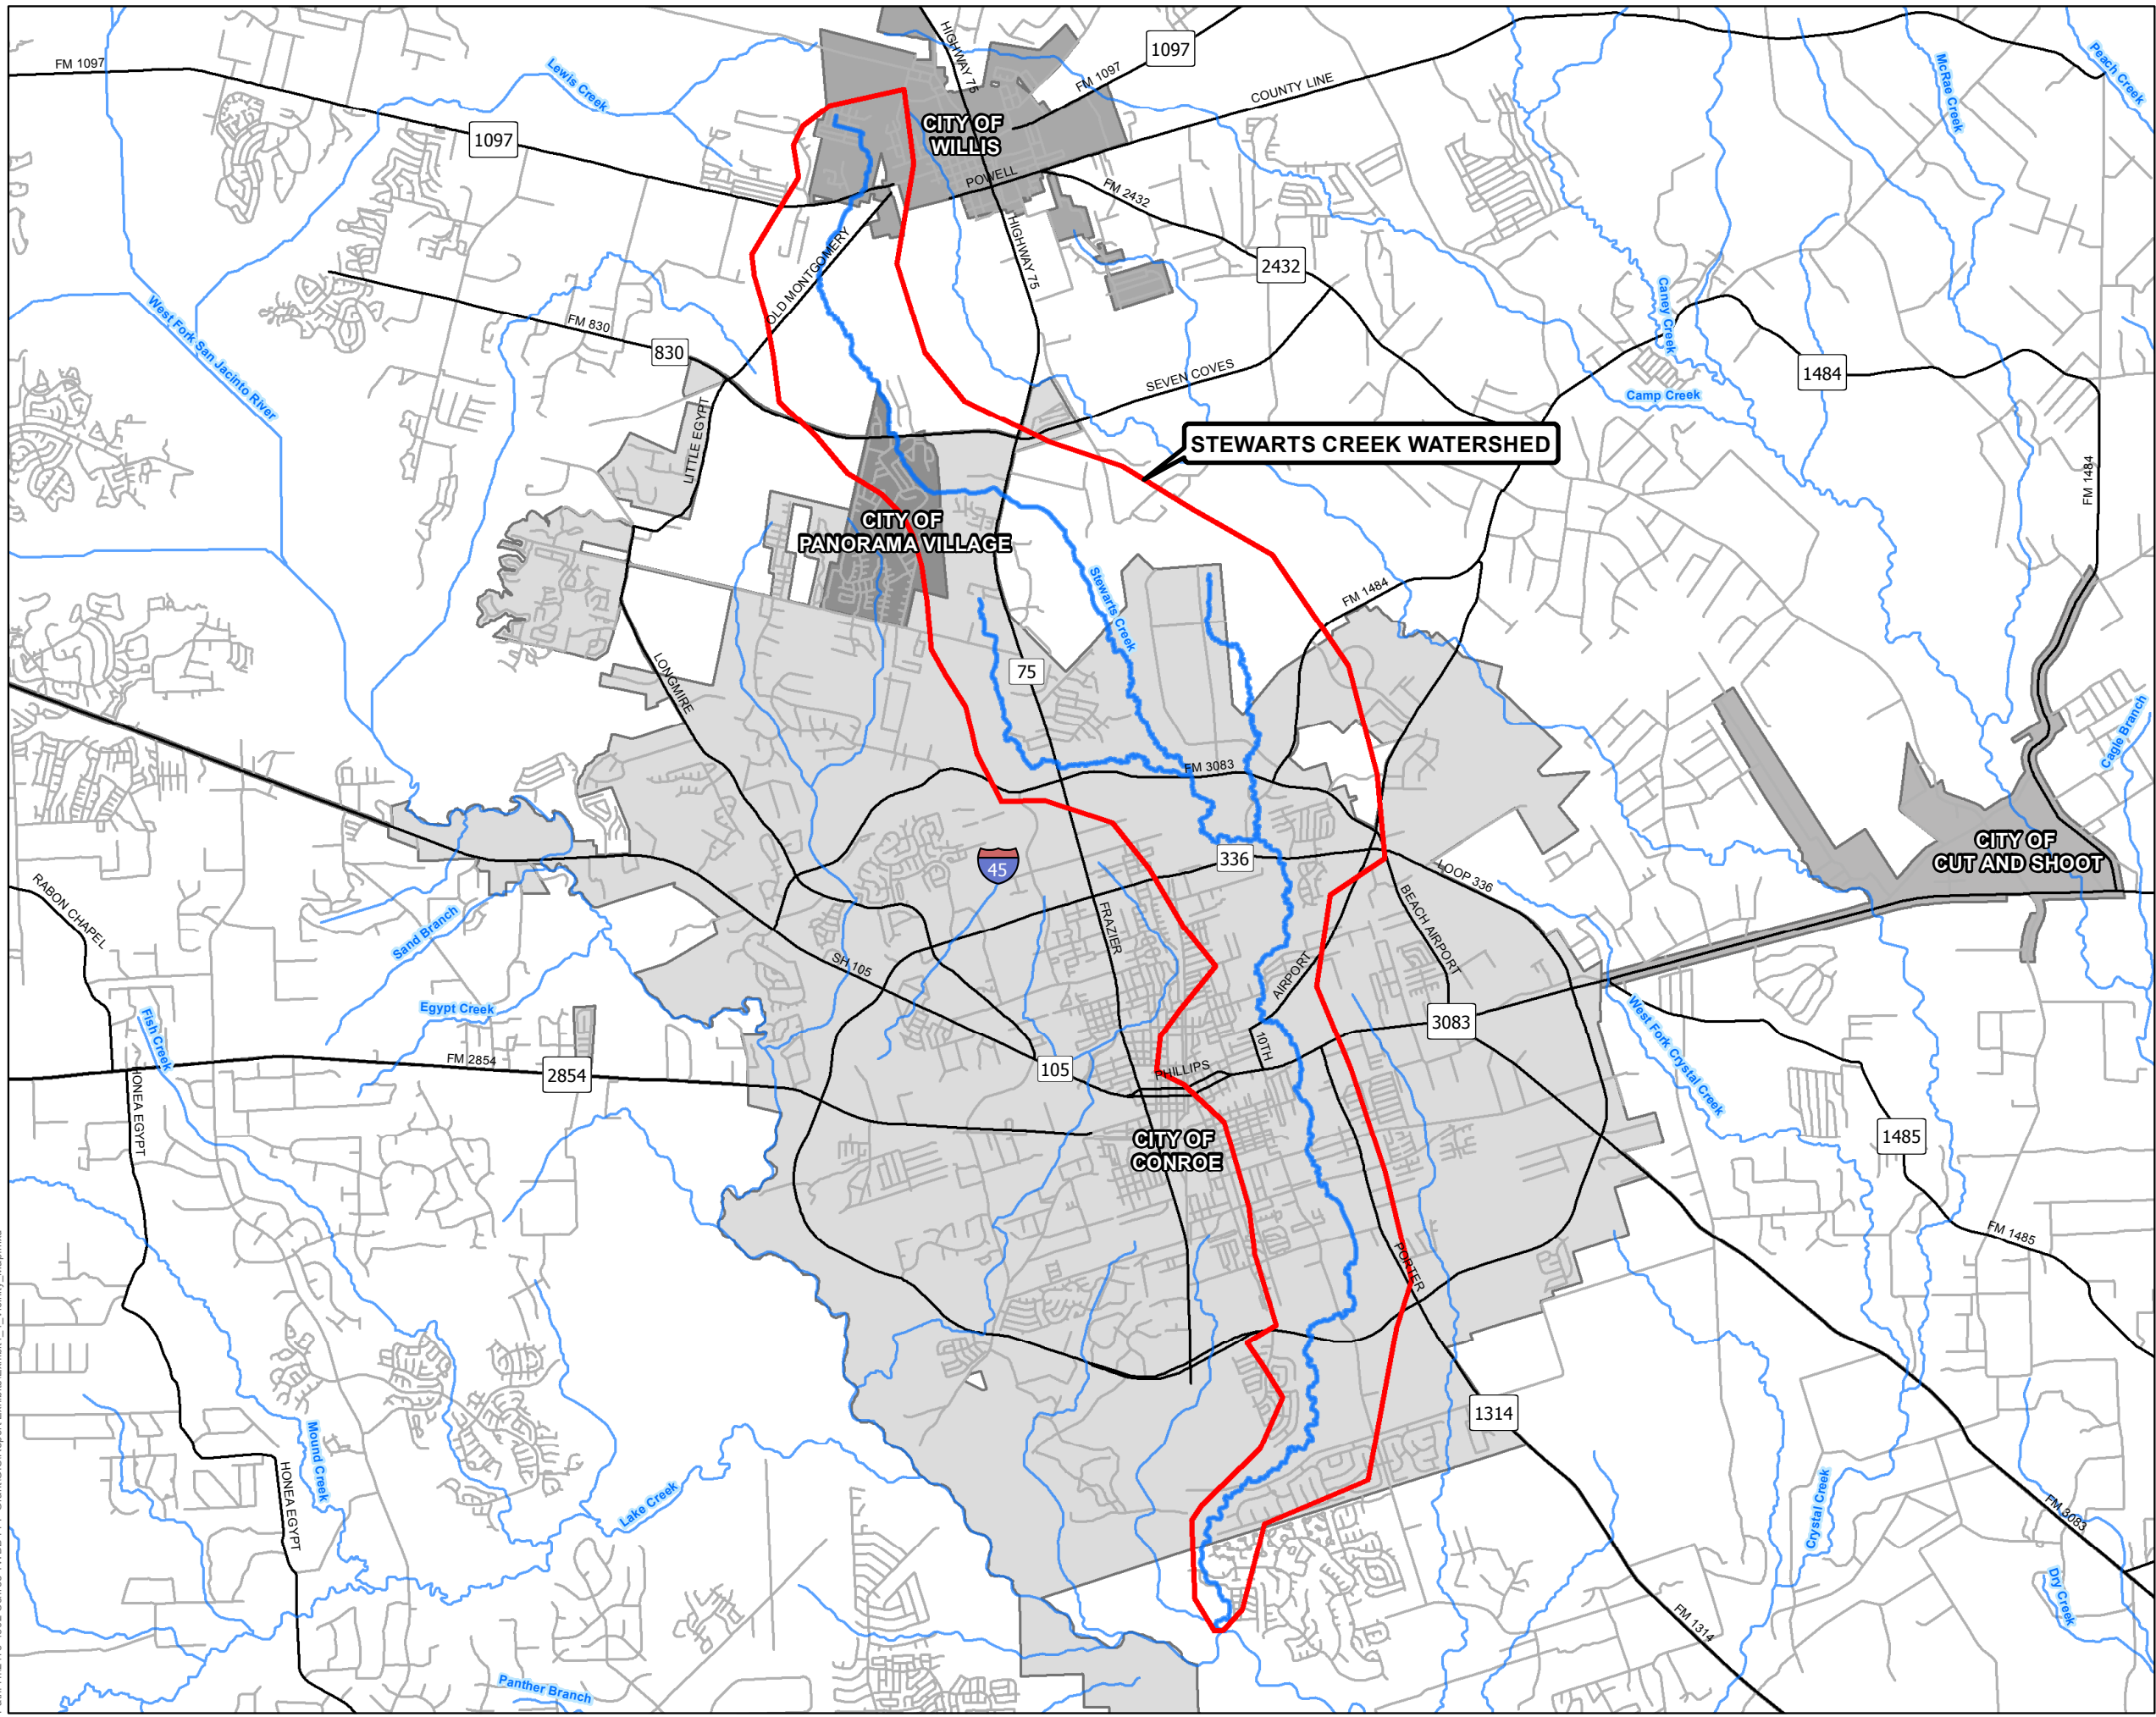 HIGHWAY 75
1097
FM 1097
Peach Creek
FM 1097
Lewis Creek
McRae Creek
COUNTY LINE
CITY OF
WILLIS
1097
POWELL
FM 2432
HIGHWAY 75
OLD MONTGOMERY
2432
West Fork San Jacinto River
Caney Creek
FM 830
830
1484
SEVEN COVES
Camp Creek
LITTLE EGYPT
STEWARTS CREEK WATERSHED
FM 1484
CITY OF
PANORAMA VILLAGE
Stewarts Creek
FM 1484
75
LONGMIRE
Cagle Branch
FM 3083
CITY OF
CUT AND SHOOT
45
336
LOOP 336
RABON CHAPEL
FRAZIER
BEACH AIRPORT
Sand Branch
SH 105
AIRPORT
Egypt Creek
Fish Creek
West Fork Crystal Creek
3083
10TH
FM 2854
2854
105
PHILLIPS
HONEA EGYPT
CITY OF
CONROE
1485
FM 1485
PORTER
1314
Mound Creek
HONEA EGYPT
Lake Creek
Crystal Creek
FM 3083
Dry Creek
FM 1314
Panther Branch